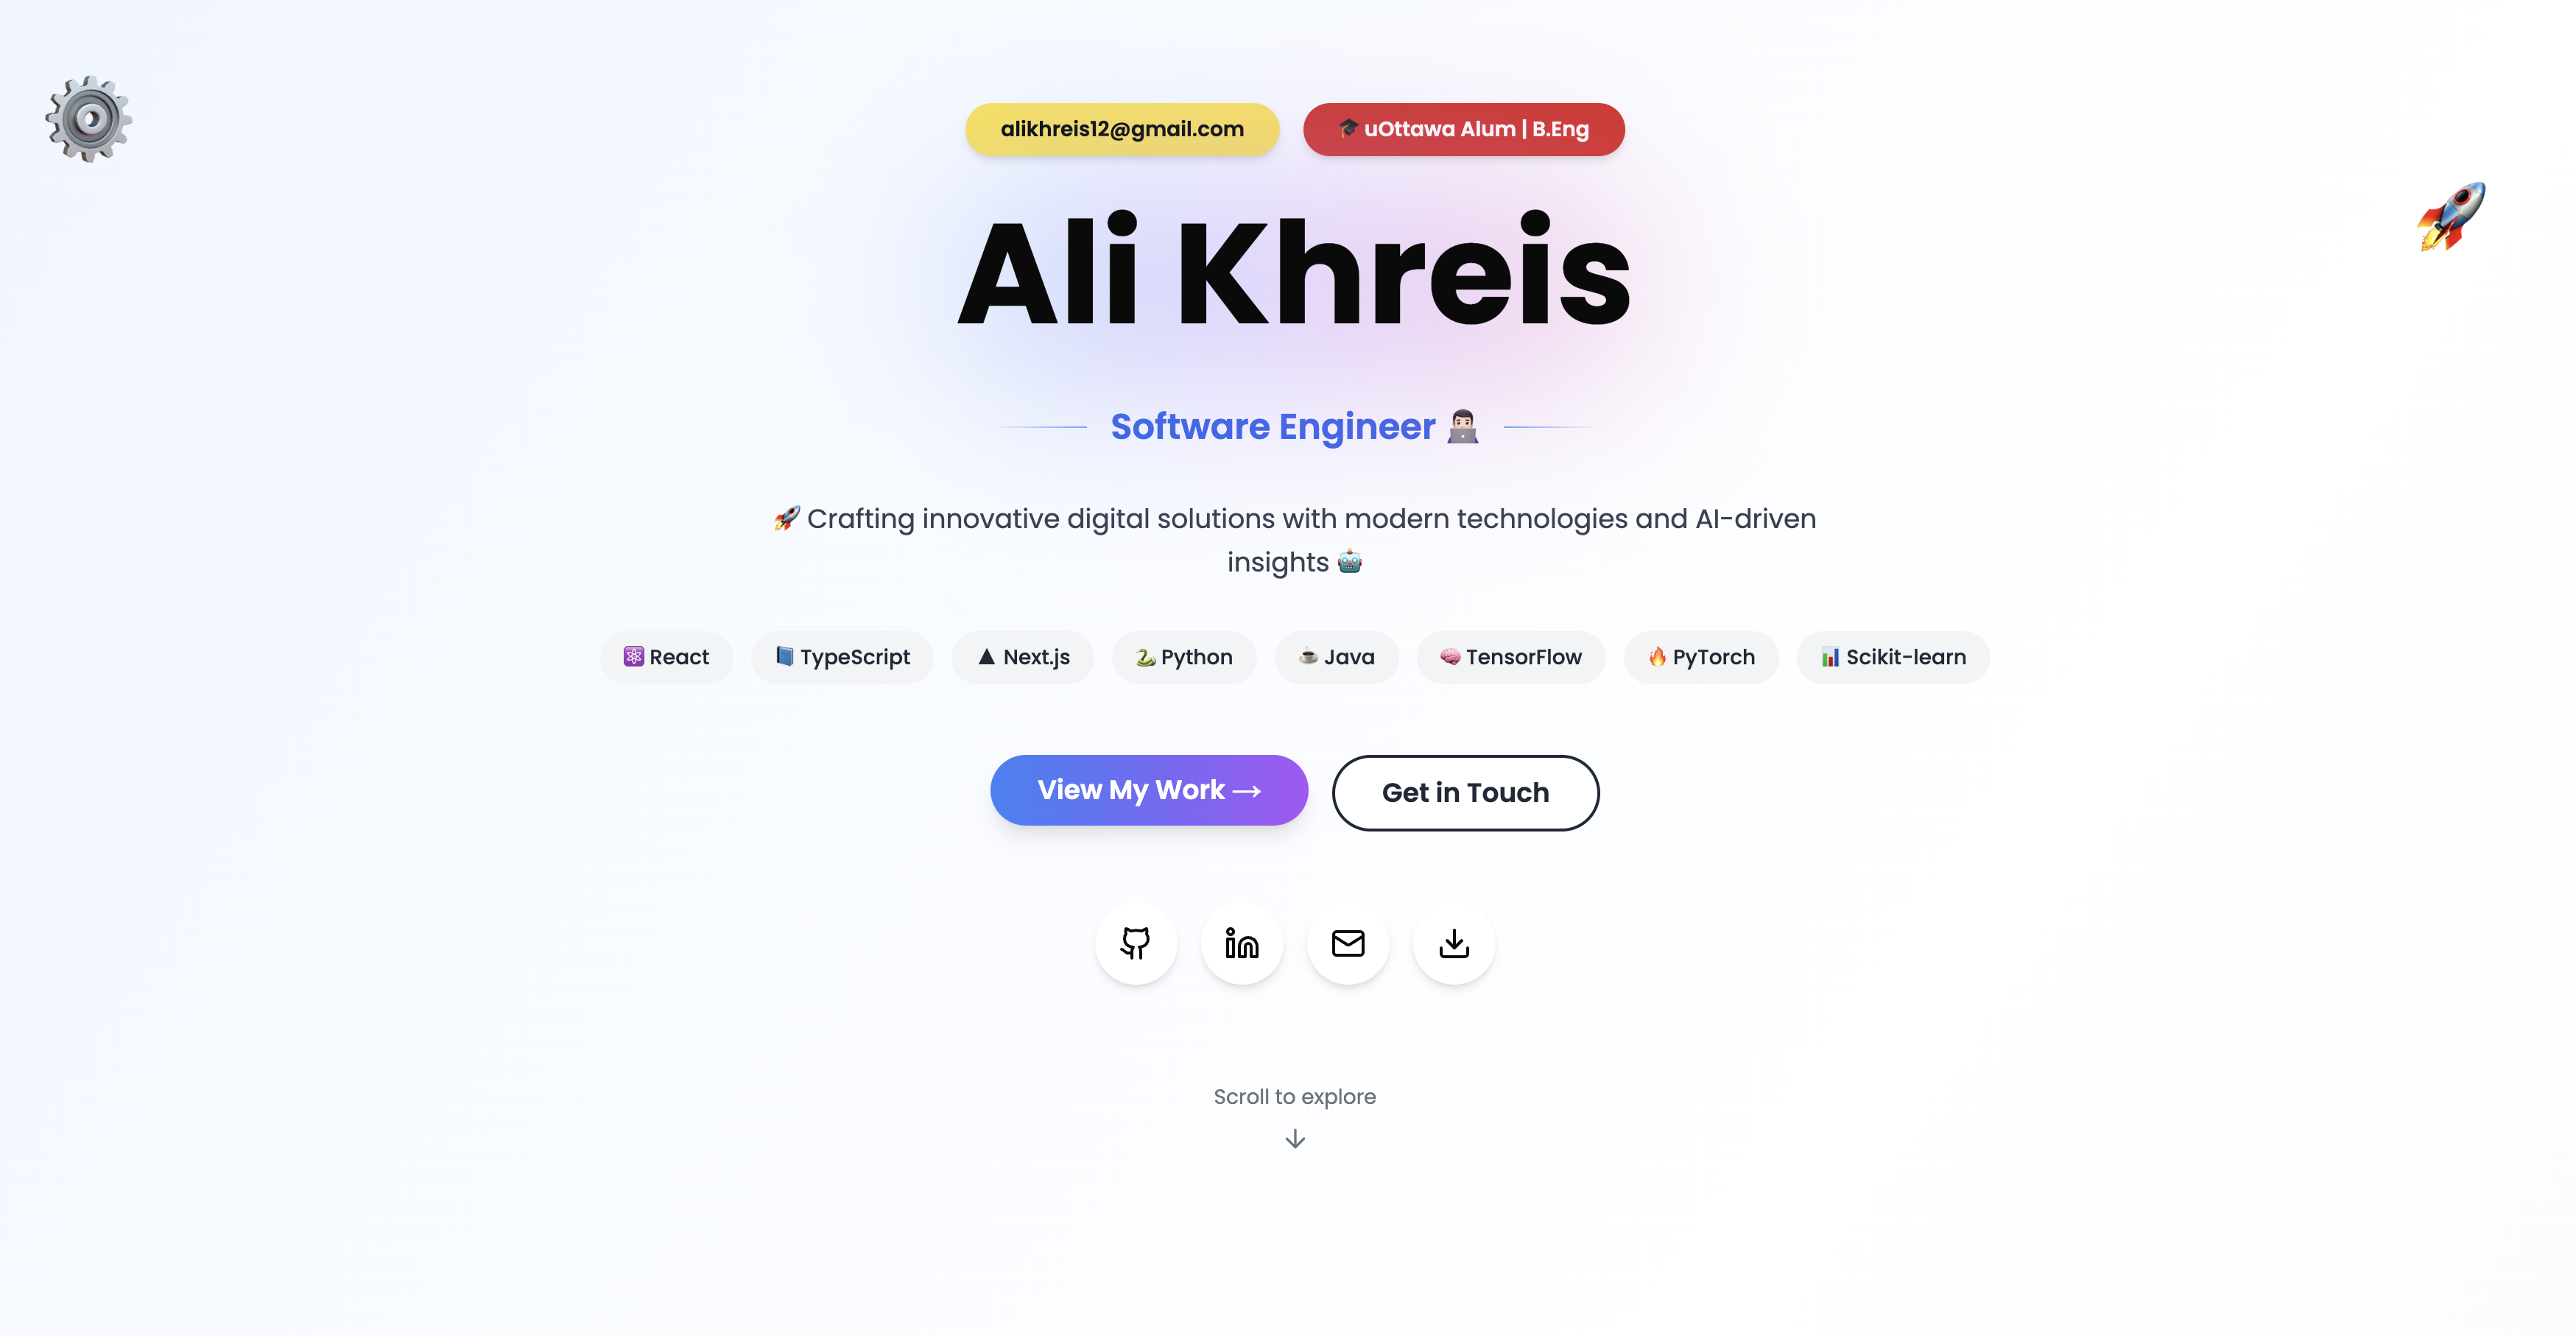 alikhreis12@gmail.com
🎓 uOttawa Alum | B.Eng
Ali Khreis
Software Engineer 👨🏻‍💻
🚀 Crafting innovative digital solutions with modern technologies and AI-driven
insights 🤖
⚛️ React
📘 TypeScript
▲ Next.js
🐍 Python
☕ Java
🧠 TensorFlow
🔥 PyTorch
📊 Scikit-learn
View My Work →
Get in Touch
Scroll to explore
↓